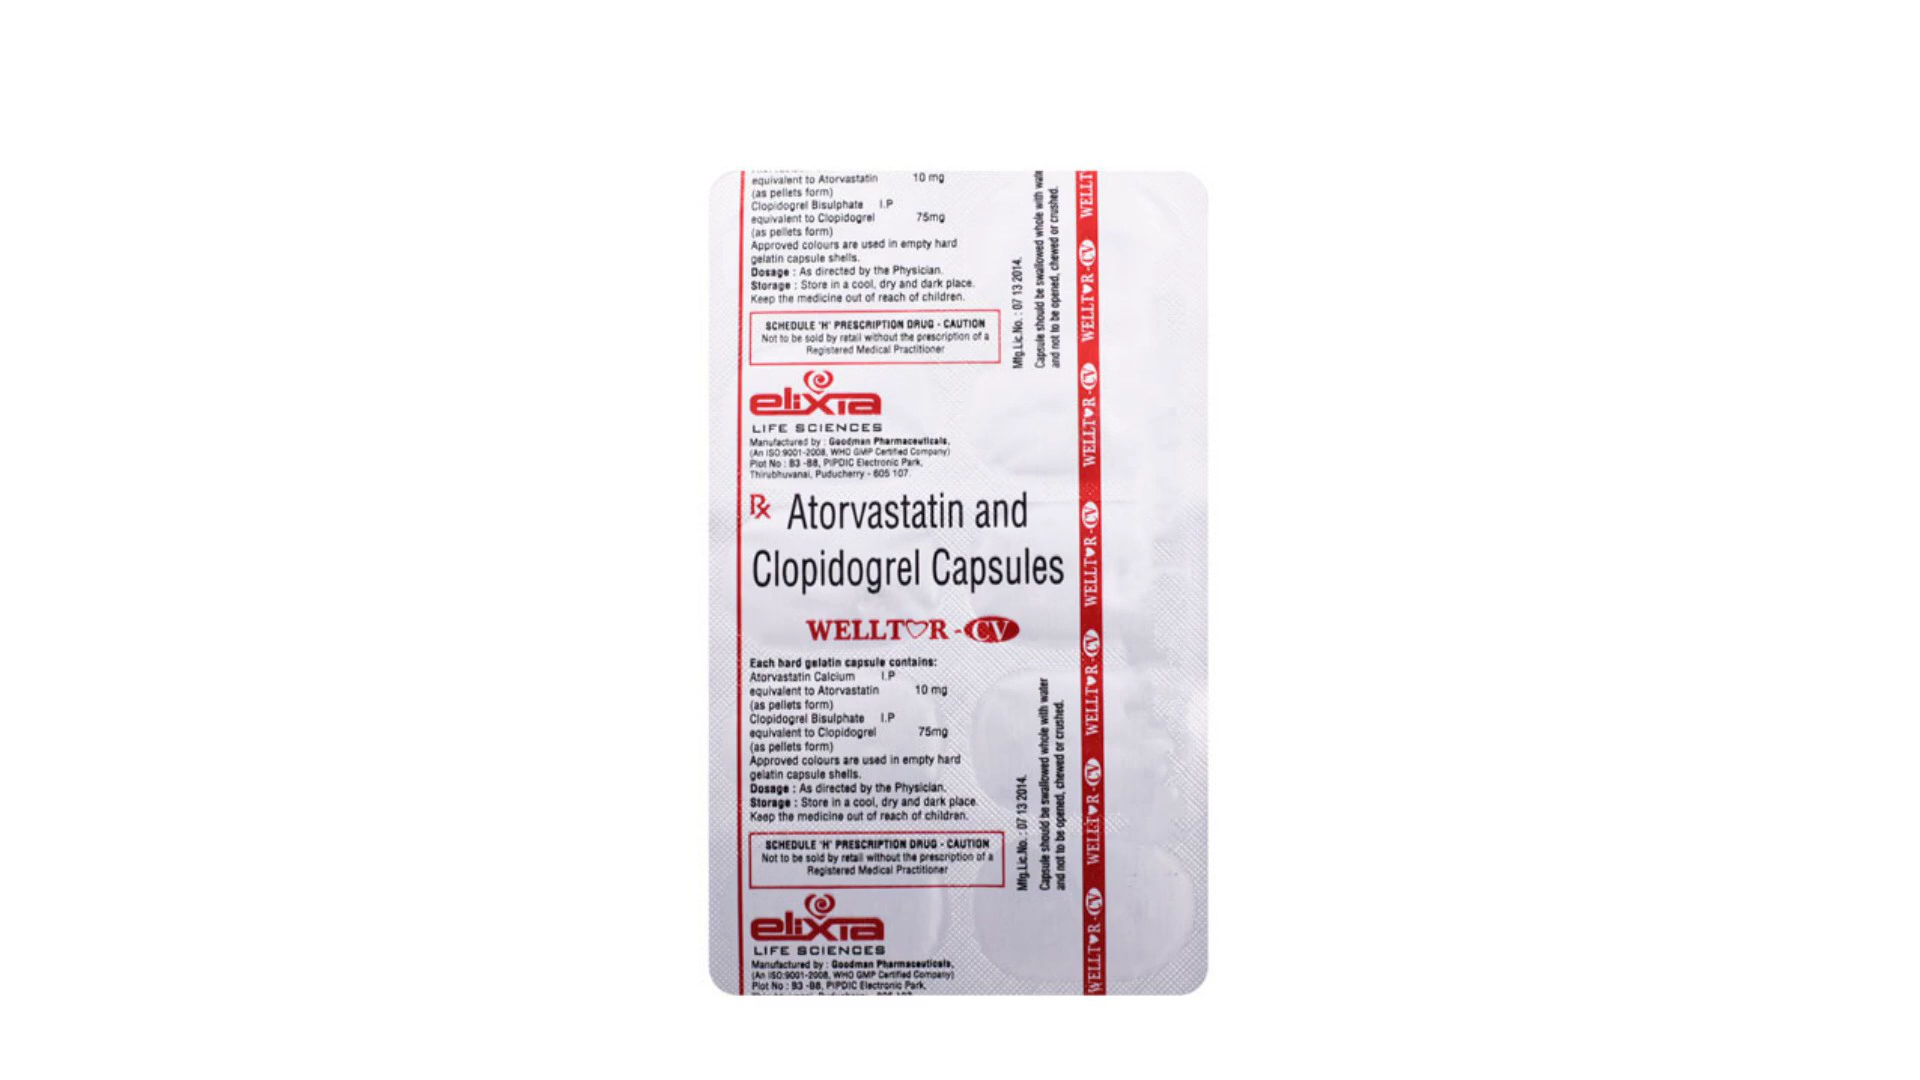 equivalent to Atorvastatin 10 mg
(as pellets form)
Clopidogrel Bisulphate I.P
equivalent to Clopidogrel 75mg
(as pellets form)
Approved colours are used in empty hard
gelatin capsule shells.
Dosage : As directed by the Physician.
Storage : Store in a cool, dry and dark place.
Keep the medicine out of reach of children.
SCHEDULE 'H' PRESCRIPTION DRUG - CAUTION
Not to be sold by retail without the prescription of a
Registered Medical Practitioner
Mfg.Lic.No. : 07 13 2014.
Capsule should be swallowed whole with wate
and not to be opened, chewed or crushed.
elixia
LIFE SCIENCES
Manufactured by : Goodman Pharmaceuticals,
(An ISO:9001-2008, WHO GMP Certified Company)
Plot No : B3 -B8, PIPDIC Electronic Park,
Thirubhuvanai, Puducherry - 605 107.
Rx Atorvastatin and
Clopidogrel Capsules
WELLTOR - CV
Each hard gelatin capsule contains:
Atorvastatin Calcium I.P
equivalent to Atorvastatin 10 mg
(as pellets form)
Clopidogrel Bisulphate I.P
equivalent to Clopidogrel 75mg
(as pellets form)
Approved colours are used in empty hard
gelatin capsule shells.
Dosage : As directed by the Physician.
Storage : Store in a cool, dry and dark place.
Keep the medicine out of reach of children.
SCHEDULE 'H' PRESCRIPTION DRUG - CAUTION
Not to be sold by retail without the prescription of a
Registered Medical Practitioner
Mfg.Lic.No. : 07 13 2014.
Capsule should be swallowed whole with water
and not to be opened, chewed or crushed.
elixia
LIFE SCIENCES
Manufactured by : Goodman Pharmaceuticals,
(An ISO:9001-2008, WHO GMP Certified Company)
Plot No : B3 -B8, PIPDIC Electronic Park,
WELLTOR-CV WELLTOR-CV WELLTOR-CV WELLTOR-CV WELLTOR-CV WELLTOR-CV WELLT